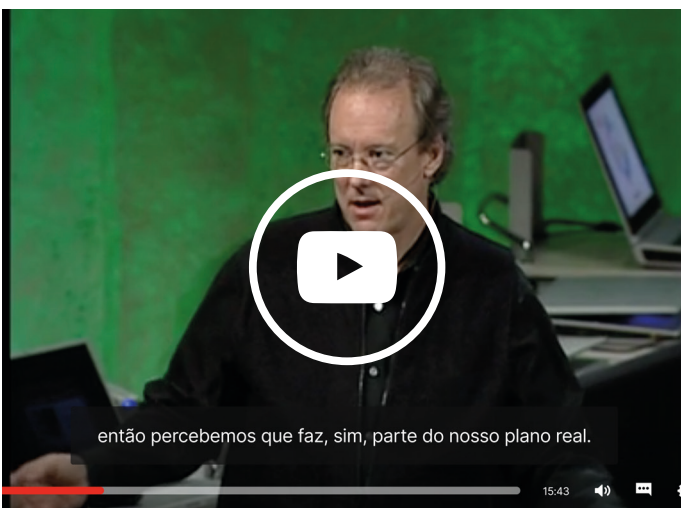 então percebemos que faz, sim, parte do nosso plano real.
15:43